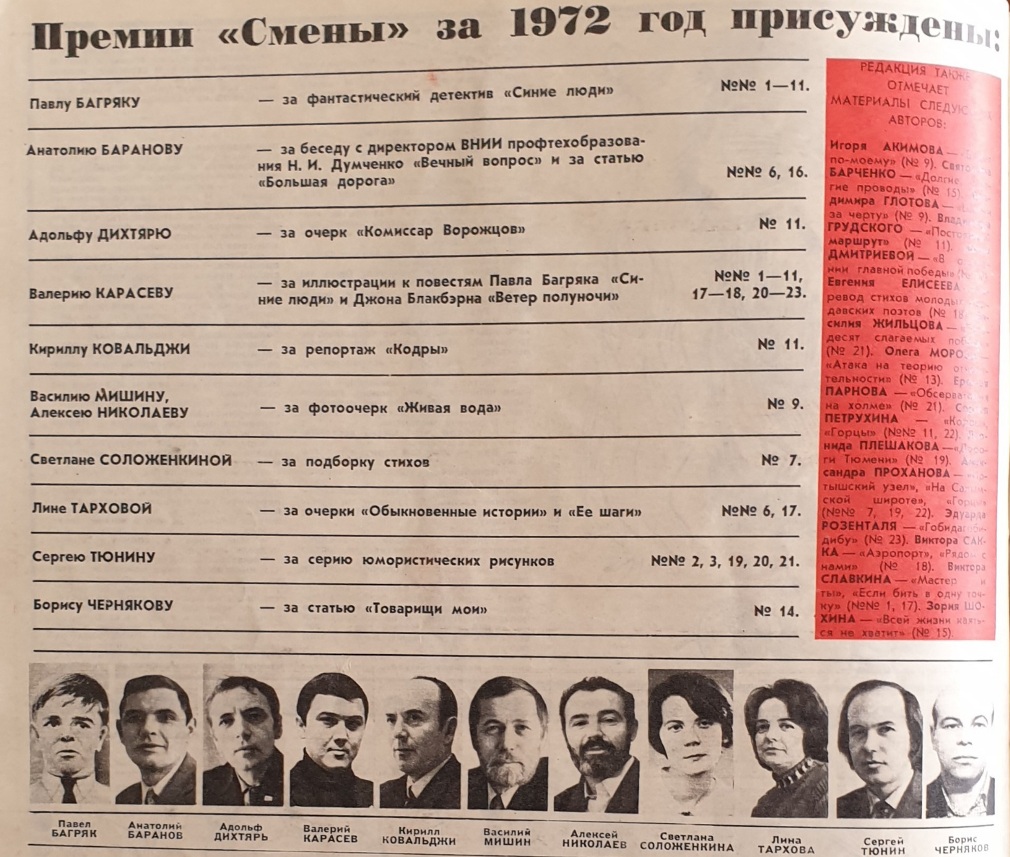 Премии «Смены» за 1972 год присуждены:
Павлу БАГРЯКУ — за фантастический детектив «Синие люди» №№ 1—11.
Анатолию БАРАНОВУ — за беседу с директором ВНИИ профтехобразова-
ния Н. И. Думченко «Вечный вопрос» и за статью
«Большая дорога» №№ 6, 16.
Адольфу ДИХТЯРЮ — за очерк «Комиссар Ворожцов» № 11.
Валерию КАРАСЕВУ — за иллюстрации к повестям Павла Багряка «Си- №№ 1—11,
ние люди» и Джона Блакбэрна «Ветер полуночи» 17—18, 20—23.
Кириллу КОВАЛЬДЖИ — за репортаж «Кодры» № 11.
Василию МИШИНУ,
Алексею НИКОЛАЕВУ — за фотоочерк «Живая вода» № 9.
Светлане СОЛОЖЕНКИНОЙ — за подборку стихов № 7.
Лине ТАРХОВОЙ — за очерки «Обыкновенные истории» и «Ее шаги» №№ 6, 17.
Сергею ТЮНИНУ — за серию юмористических рисунков №№ 2, 3, 19, 20, 21.
Борису ЧЕРНЯКОВУ — за статью «Товарищи мои» № 14.
РЕДАКЦИЯ ТАКЖЕ
ОТМЕЧАЕТ
МАТЕРИАЛЫ
АВТОРОВ:
Игоря АКИМОВА —
по-моему» (№ 9).
БАРЧЕНКО — «Долгие
гие проводы» (№ 15)
димира ГЛОТОВА —
за черту» (№ 9).
ГРУДСКОГО —
маршрут» (№ 11).
ДМИТРИЕВОЙ — «В
нии главной победы»
Евгения ЕЛИСЕЕВА
ревод стихов молодых
давских поэтов
силия ЖИЛЬЦОВА —
десят слагаемых
(№ 21). Олега
«Атака на теорию
тельности» (№ 13).
ПАРНОВА —
на холме» (№ 21).
ПЕТРУХИНА —
«Горцы» (№№ 11, 22).
нида ПЛЕШАКОВА —
ги Тюмени» (№ 19).
сандра ПРОХАНОВА —
тышский узел», «На
ской широте»,
(№№ 7, 19, 22). Эдуарда
РОЗЕНТАЛЯ —
дибу» (№ 23). Виктора САК-
КА — «Аэропорт», «Рядом с
нами» (№ 18). Виктора
СЛАВКИНА — «Мастер и
ты», «Если бить в одну точ-
ку» (№№ 1, 17). Зория ШО-
ХИНА — «Всей жизни
ся не хватит» (№ 15).
Павел БАГРЯК
Анатолий БАРАНОВ
Адольф ДИХТЯРЬ
Валерий КАРАСЕВ
Кирилл КОВАЛЬДЖИ
Василий МИШИН
Алексей НИКОЛАЕВ
Светлана СОЛОЖЕНКИНА
Лина ТАРХОВА
Сергей ТЮНИН
Борис ЧЕРНЯКОВ